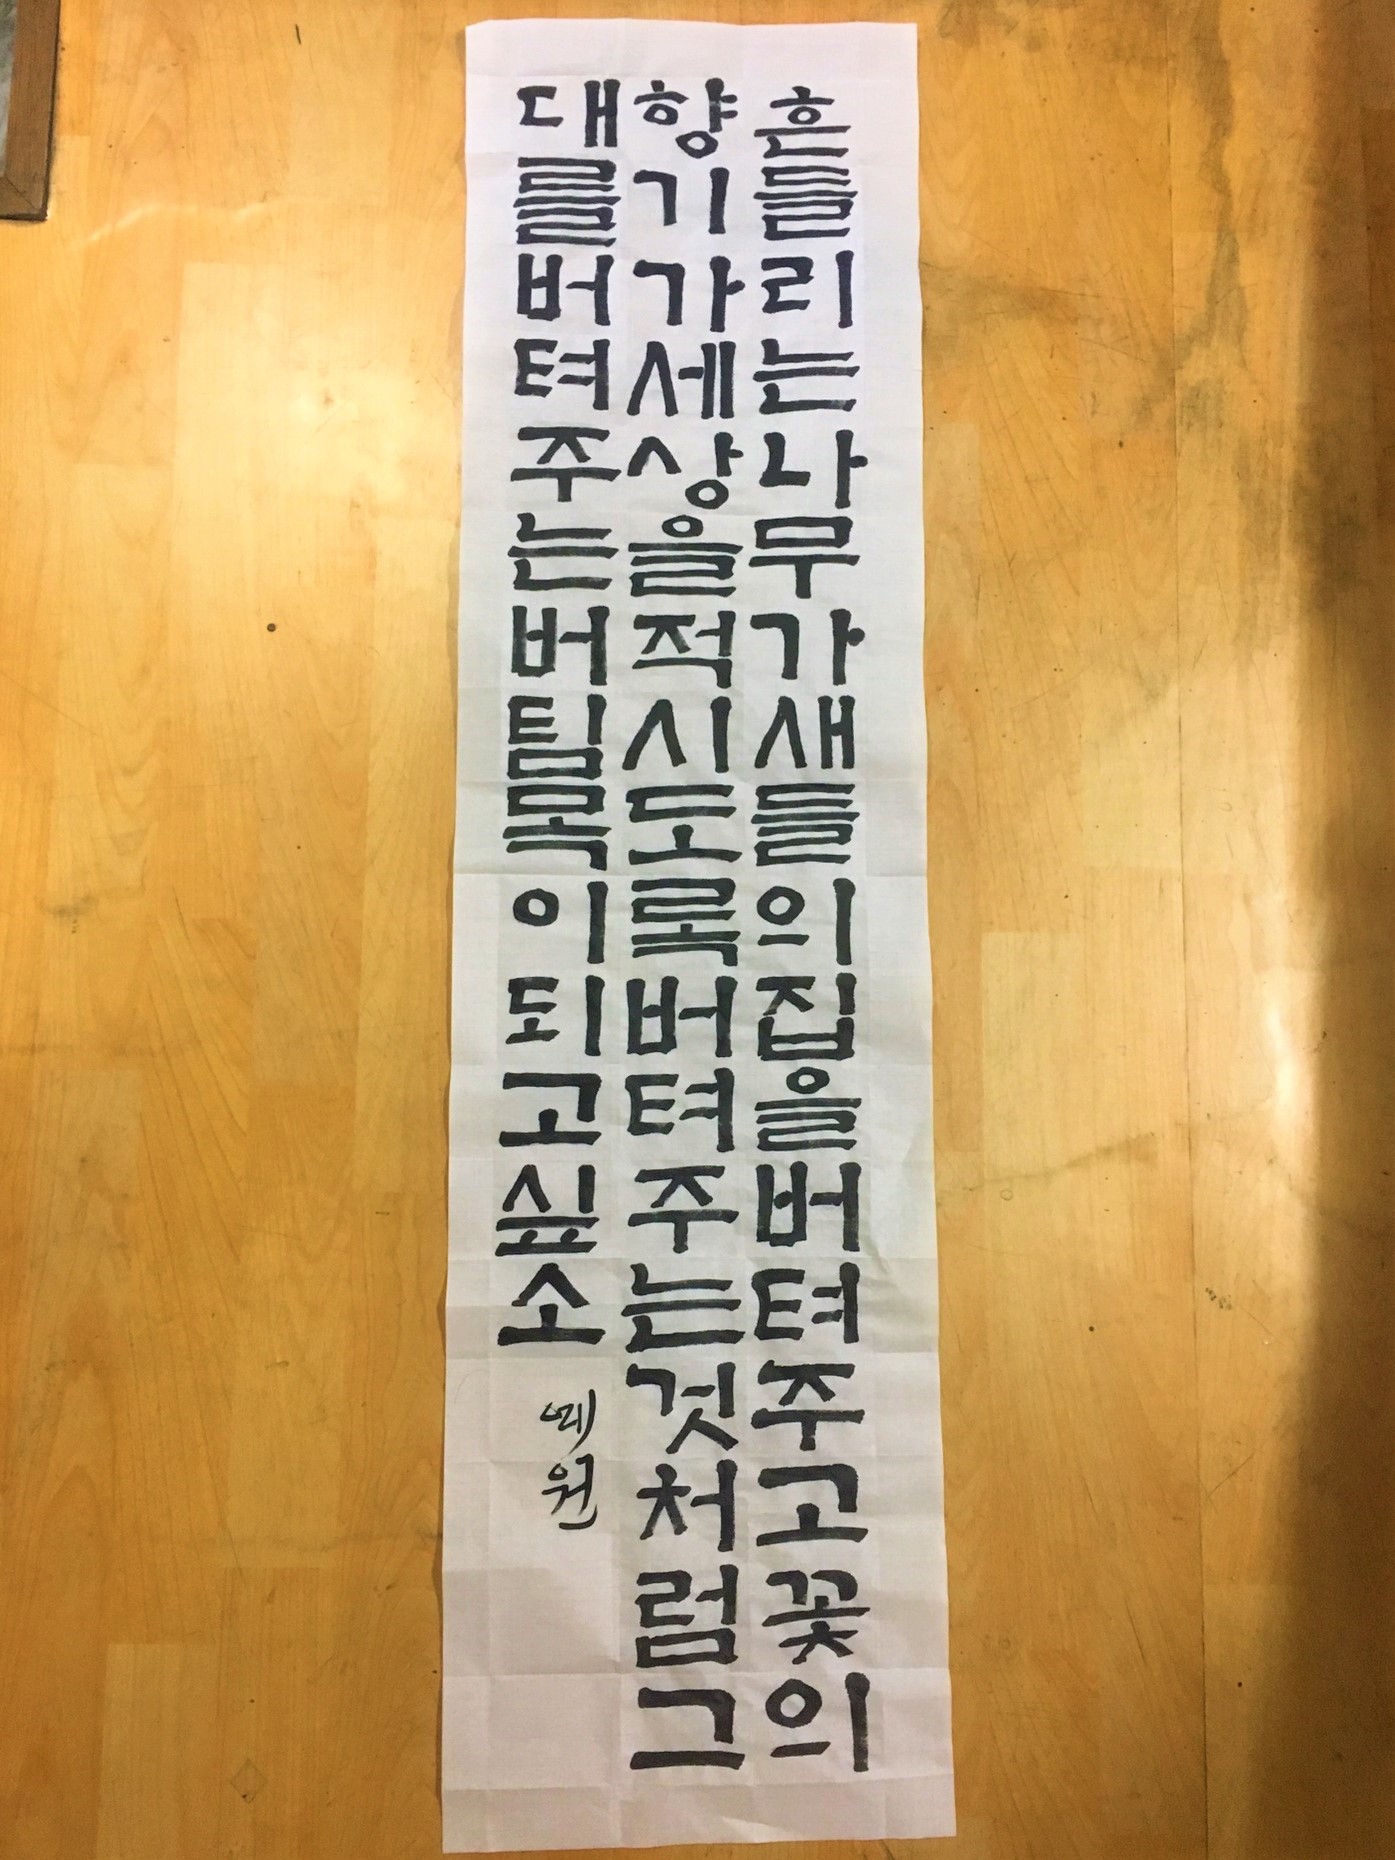 흔들리는나무가새들의집을버텨주고꽃의
향기가세상을적시도록버텨주는것처럼그
대를버텨주는버팀목이되고싶소
예원